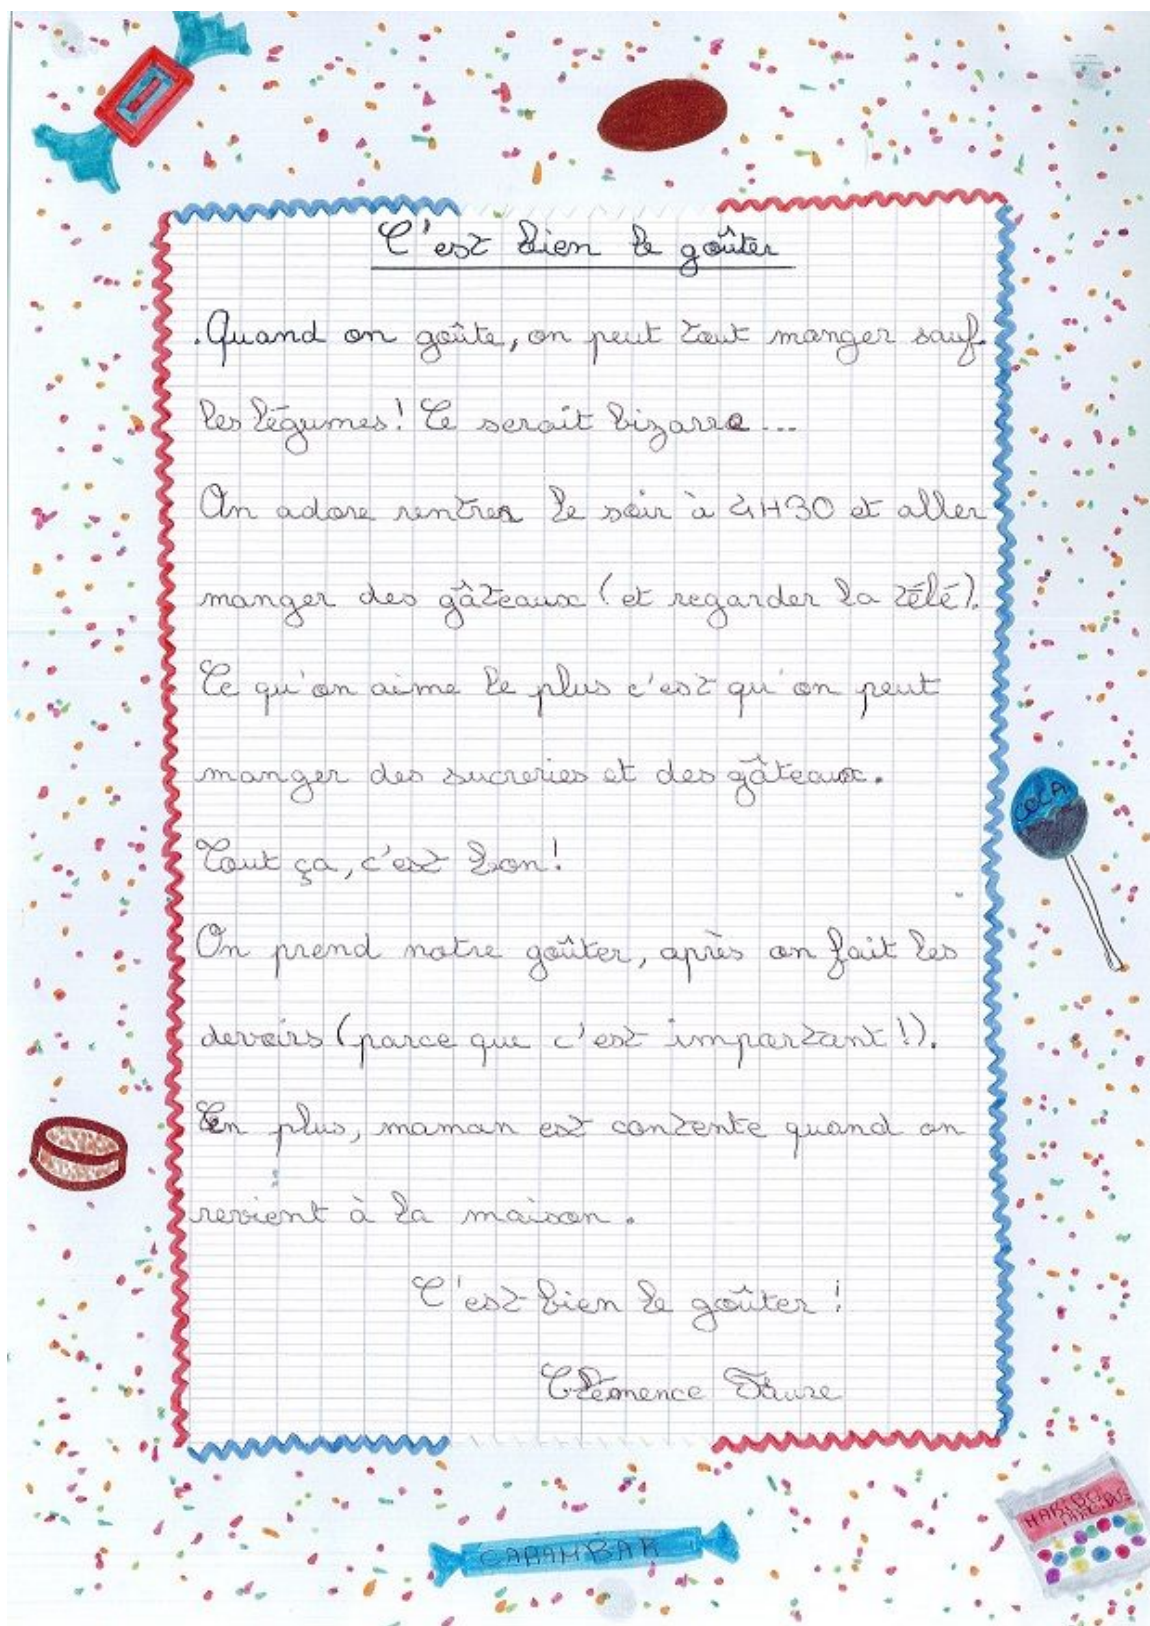 C'est bien le goûter
.Quand on goûte, on peut tout manger sauf
les légumes! Ce serait bizarre...
On adore rentrer le soir à 4H30 et aller
manger des gâteaux (et regarder la télé).
Ce qu'on aime le plus c'est qu'on peut
manger des sucreries et des gâteaux.
Tout ça, c'est bon!
COCA
On prend notre goûter, après on fait les
devoirs (parce que c'est important!).
En plus, maman est contente quand on
revient à la maison.
C'est bien le goûter!
Clémence Faure
HARIBO
CARAMBAR